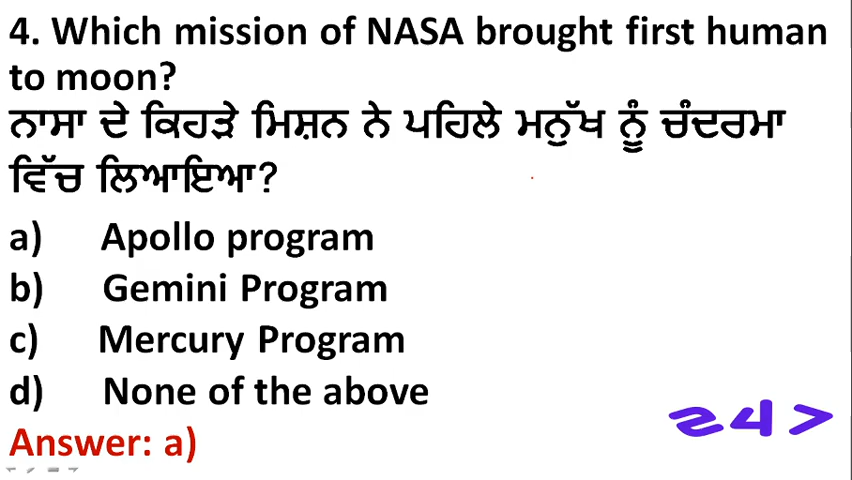 4. Which mission of NASA brought first human
to moon?
ਨਾਸਾ ਦੇ ਕਿਹੜੇ ਮਿਸ਼ਨ ਨੇ ਪਹਿਲੇ ਮਨੁੱਖ ਨੂੰ ਚੰਦਰਮਾ
ਵਿੱਚ ਲਿਆਇਆ?
a) Apollo program
b) Gemini Program
c) Mercury Program
d) None of the above
Answer: a)